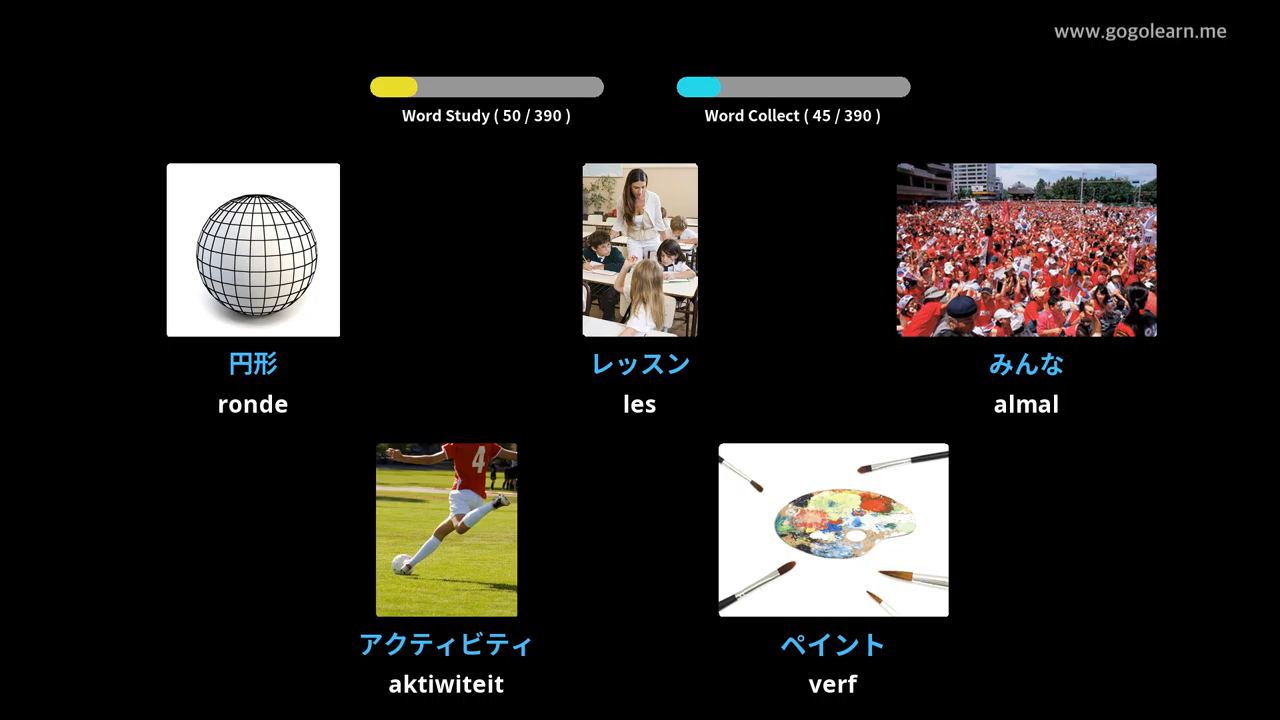 www.gogolearn.me
Word Study ( 50 / 390 )
Word Collect ( 45 / 390 )
円形
ronde
レッスン
les
みんな
almal
4
アクティビティ
aktiwiteit
ペイント
verf